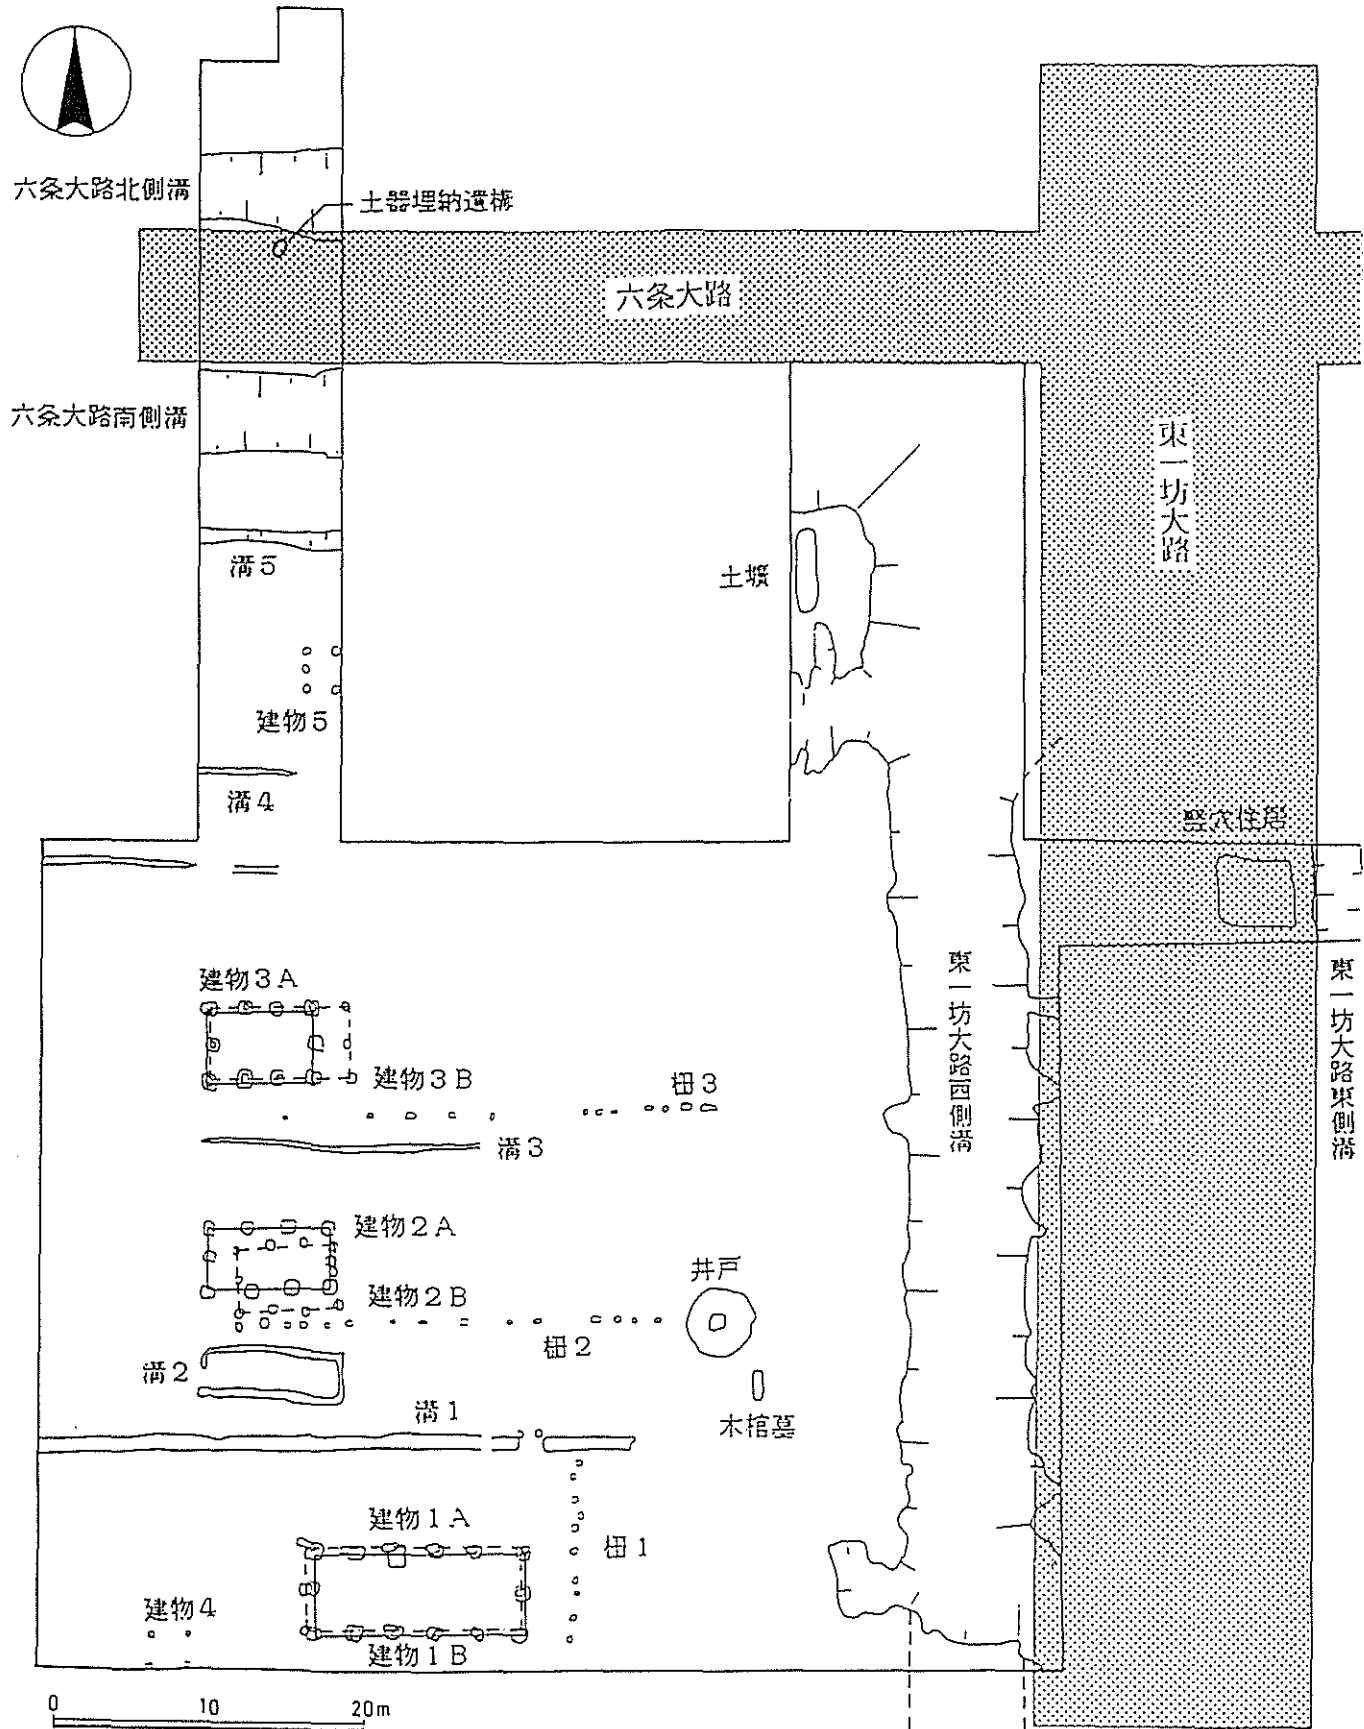 六条大路北側溝
土器埋納遺構
六条大路
六条大路南側溝
東一坊大路
溝5
土壙
建物5
溝4
竪穴住居
建物3A
東一坊大路西側溝
東一坊大路東側溝
建物3B
柵3
溝3
建物2A
井戸
建物2B
柵2
溝2
木棺墓
溝1
建物1A
柵1
建物4
建物1B
0 10 20m